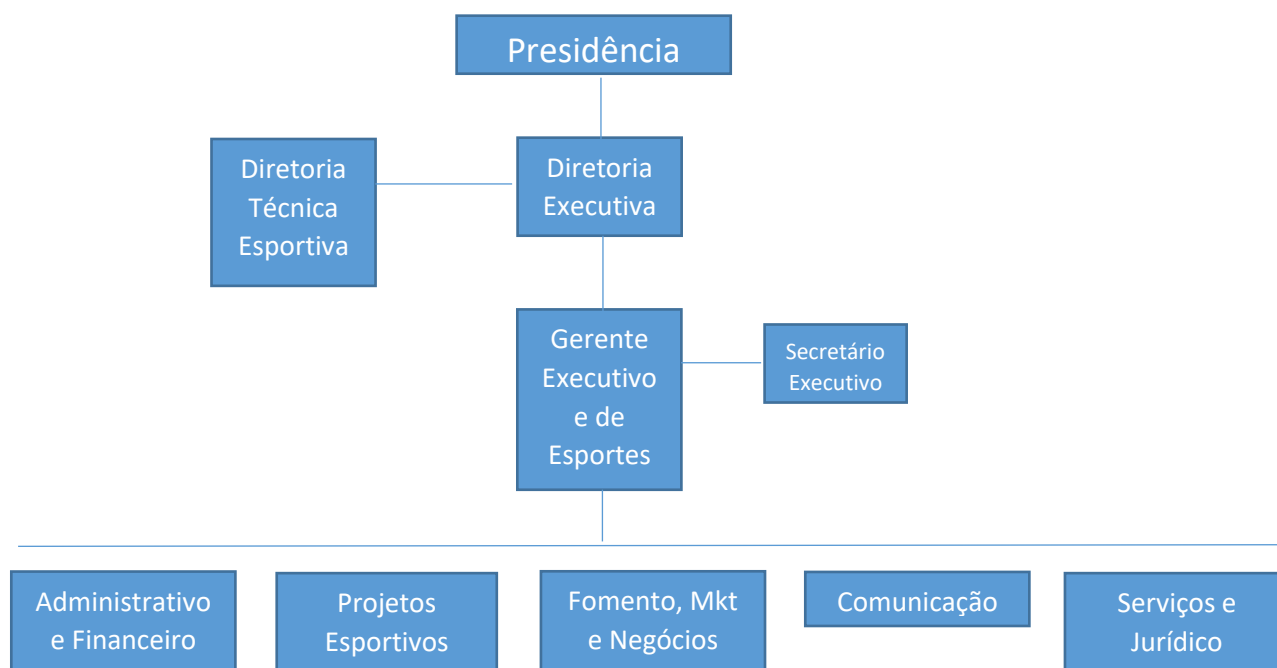 Presidência
Diretoria
Técnica
Esportiva
Diretoria
Executiva
Gerente
Executivo
e de
Esportes
Secretário
Executivo
Administrativo
e Financeiro
Projetos
Esportivos
Fomento, Mkt
e Negócios
Comunicação
Serviços e
Jurídico